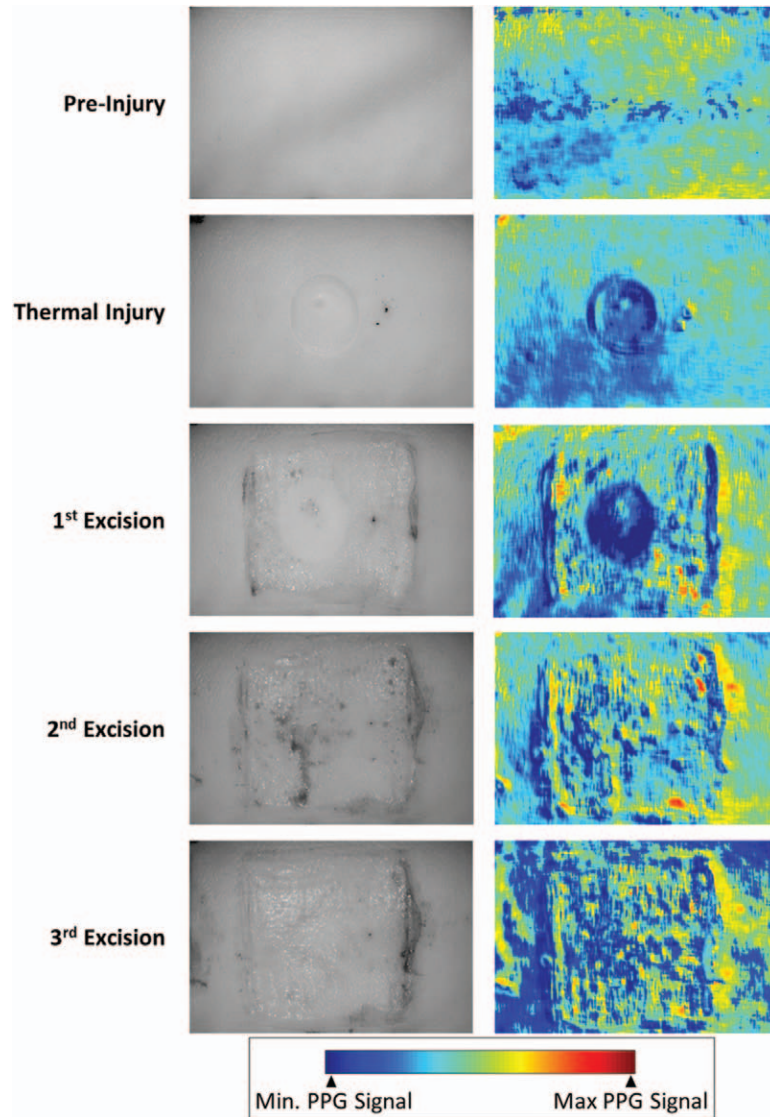 Pre-Injury
Thermal Injury
1st Excision
2nd Excision
3rd Excision
Min. PPG Signal Max PPG Signal